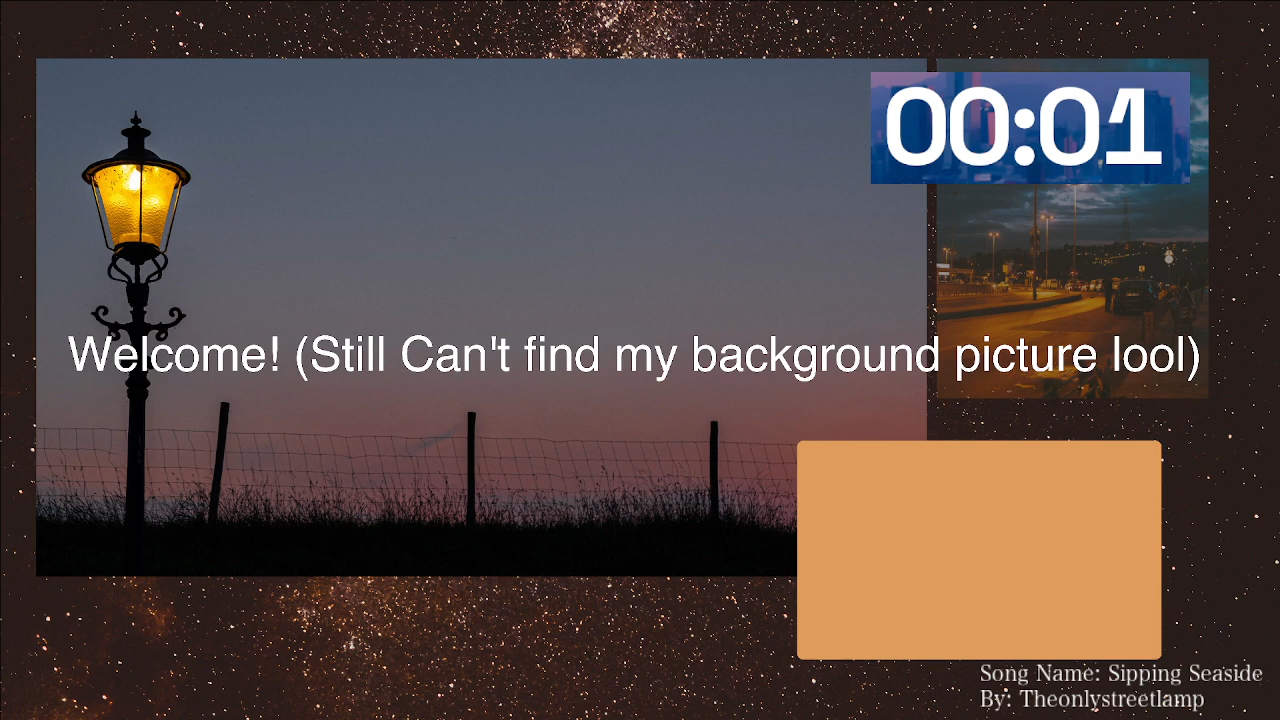 00:01
Welcome! (Still Can't find my background picture lool)
Song Name: Sipping Seaside
By: Theonlystreetlamp